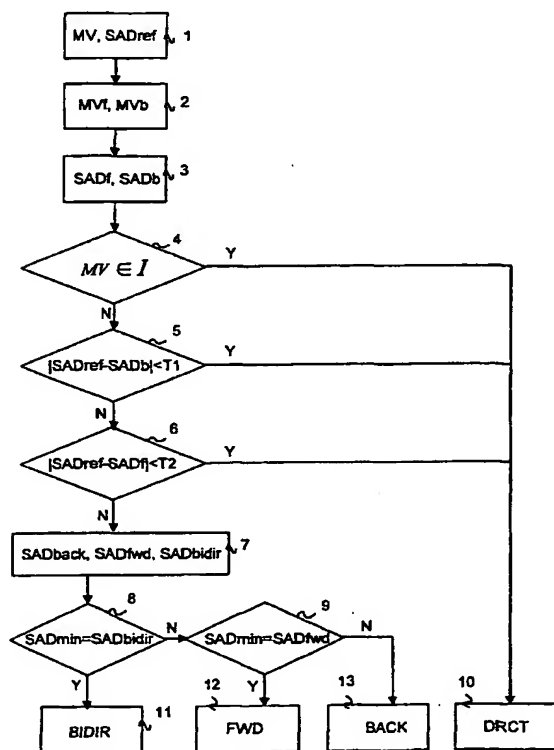 MV, SADref
1
MVf, MVb
2
SADf, SADb
3
4
MV ∈ I
Y
N
5
|SADref-SADb|<T1
Y
N
6
|SADref-SADf|<T2
Y
N
SADback, SADfwd, SADbidir
7
8
SADmin=SADbidir
N
9
SADmin=SADfwd
N
Y
Y
11
BIDIR
12
FWD
13
BACK
10
DRCT